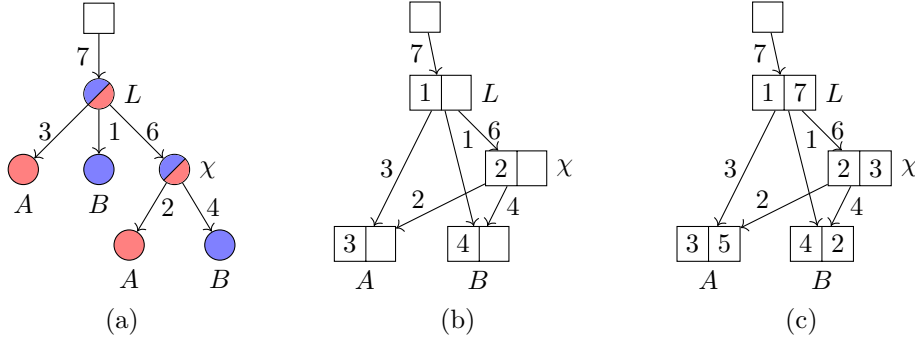 7 7 7
L 1 L 1 7 L
3 1 6 3 1 6 3 1 6
χ 2 χ 2 3 χ
A B 2 4 2 4 2 4
A B 3 4 3 5 4 2
A B A B
(a) (b) (c)